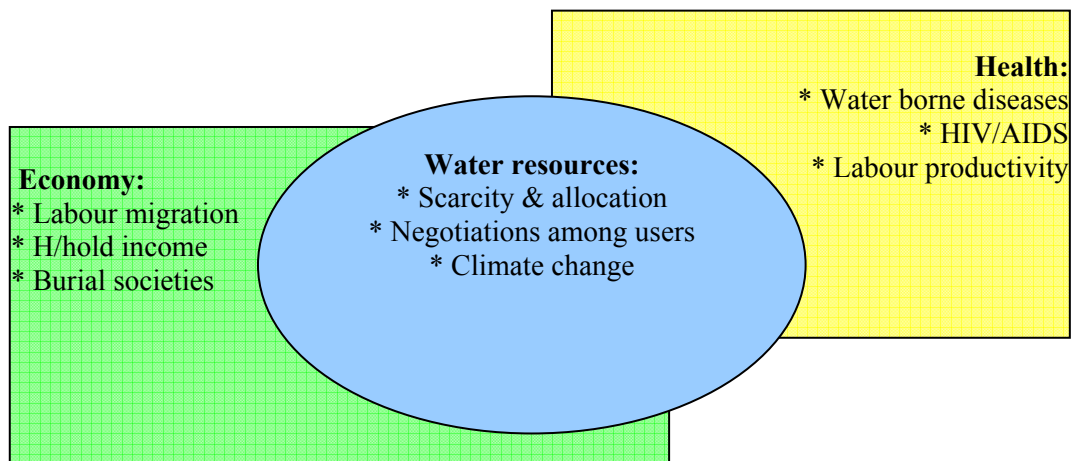 Economy:
* Labour migration
* H/hold income
* Burial societies
Water resources:
* Scarcity & allocation
* Negotiations among users
* Climate change
Health:
* Water borne diseases
* HIV/AIDS
* Labour productivity